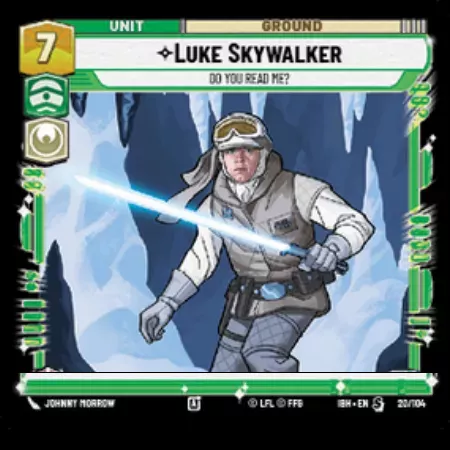 UNIT GROUND
7 LUKE SKYWALKER
DO YOU READ ME?
JOHNNY MORROW A © LFL © FFG IBH • EN 20/104